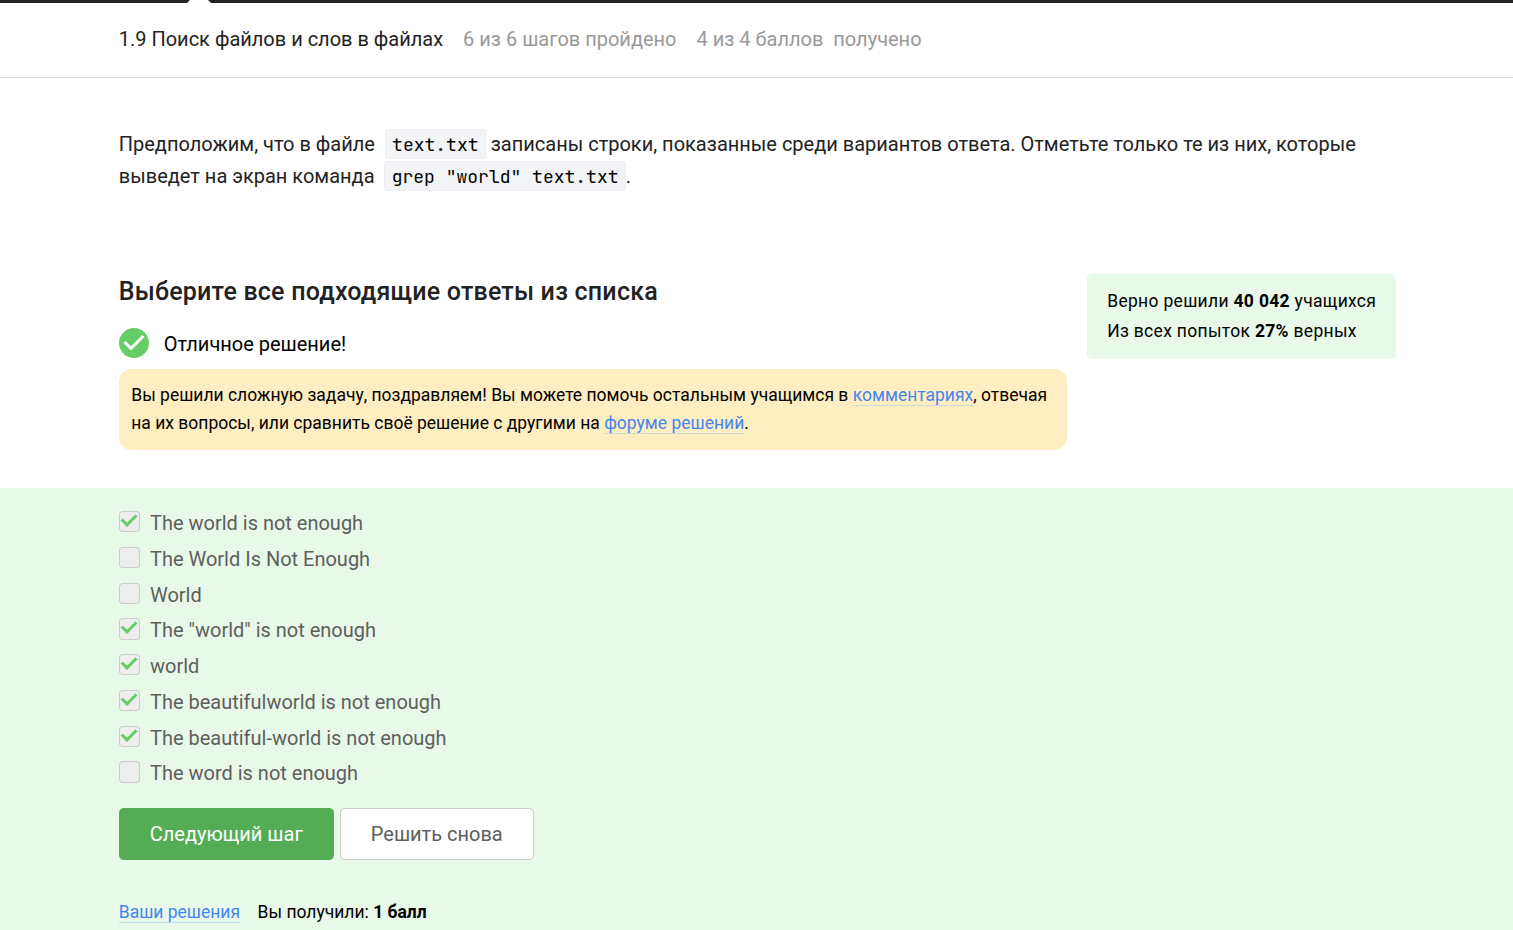 1.9 Поиск файлов и слов в файлах 6 из 6 шагов пройдено 4 из 4 баллов получено
Предположим, что в файле text.txt записаны строки, показанные среди вариантов ответа. Отметьте только те из них, которые
выведет на экран команда grep "world" text.txt.
Выберите все подходящие ответы из списка
Верно решили 40 042 учащихся
Из всех попыток 27% верных
Отличное решение!
Вы решили сложную задачу, поздравляем! Вы можете помочь остальным учащимся в комментариях, отвечая
на их вопросы, или сравнить своё решение с другими на форуме решений.
The world is not enough
The World Is Not Enough
World
The "world" is not enough
world
The beautifulworld is not enough
The beautiful-world is not enough
The word is not enough
Следующий шаг Решить снова
Ваши решения Вы получили: 1 балл